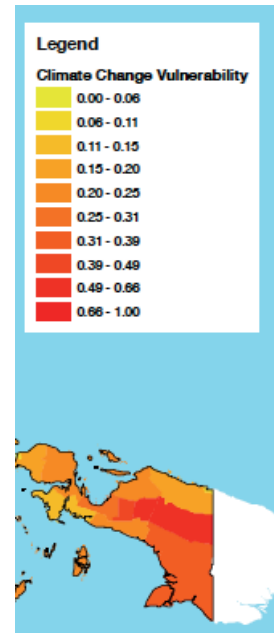 Legend
Climate Change Vulnerability
0.00 - 0.06
0.06 - 0.11
0.11 - 0.15
0.15 - 0.20
0.20 - 0.25
0.25 - 0.31
0.31 - 0.39
0.39 - 0.49
0.49 - 0.66
0.66 - 1.00